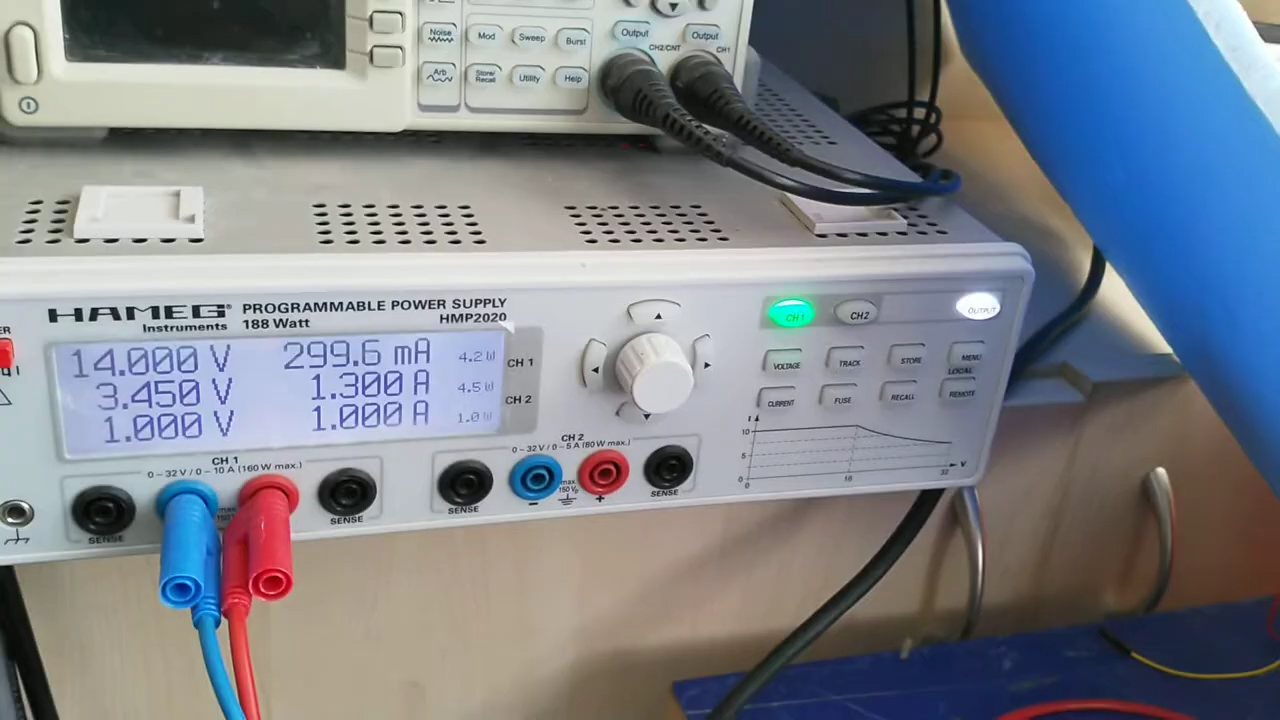 Noise
Mod
Sweep
Burst
Output
CH2/CNT
Output
CH1
Arb
Store/
Recall
Utility
Help
HAMEG®
Instruments
PROGRAMMABLE POWER SUPPLY
188 Watt
HMP2020
14.000 V 299.6 mA 4.2 W
3.450 V 1.300 A 4.5 W
1.000 V 1.000 A 1.0 W
CH 1
CH 2
CH1
CH2
OUTPUT
VOLTAGE
TRACK
STORE
MENU
LOCAL
CURRENT
FUSE
RECALL
REMOTE
CH 1
0 – 32 V / 0 – 10 A (160 W max.)
SENSE
SENSE
CH 2
0 – 32 V / 0 – 5 A (80 W max.)
SENSE
max.
150 Vp
- +
SENSE
I
10
5
0
16
32
V